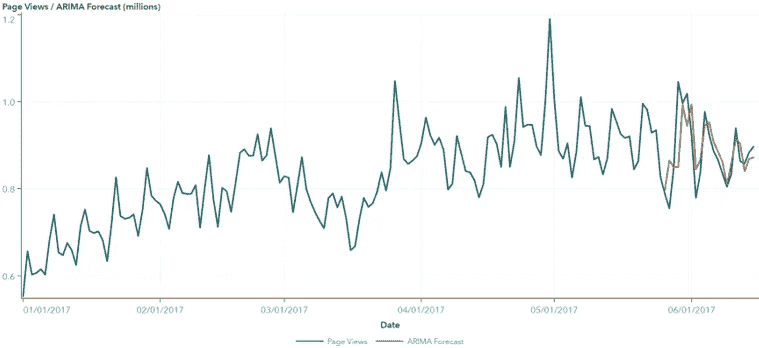 Page Views / ARIMA Forecast (millions)
1.2
1.0
0.8
0.6
01/01/2017 02/01/2017 03/01/2017 04/01/2017 05/01/2017 06/01/2017
Date
Page Views ARIMA Forecast